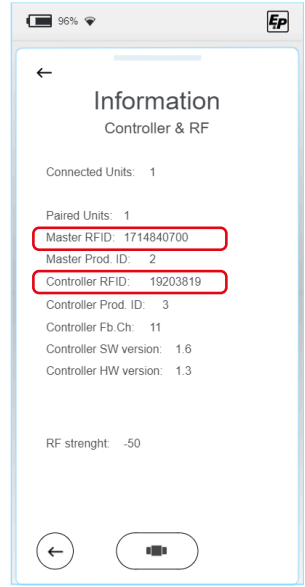 96% EP
Information
Controller & RF
Connected Units: 1
Paired Units: 1
Master RFID: 1714840700
Master Prod. ID: 2
Controller RFID: 19203819
Controller Prod. ID: 3
Controller Fb.Ch: 11
Controller SW version: 1.6
Controller HW version: 1.3
RF strenght: -50